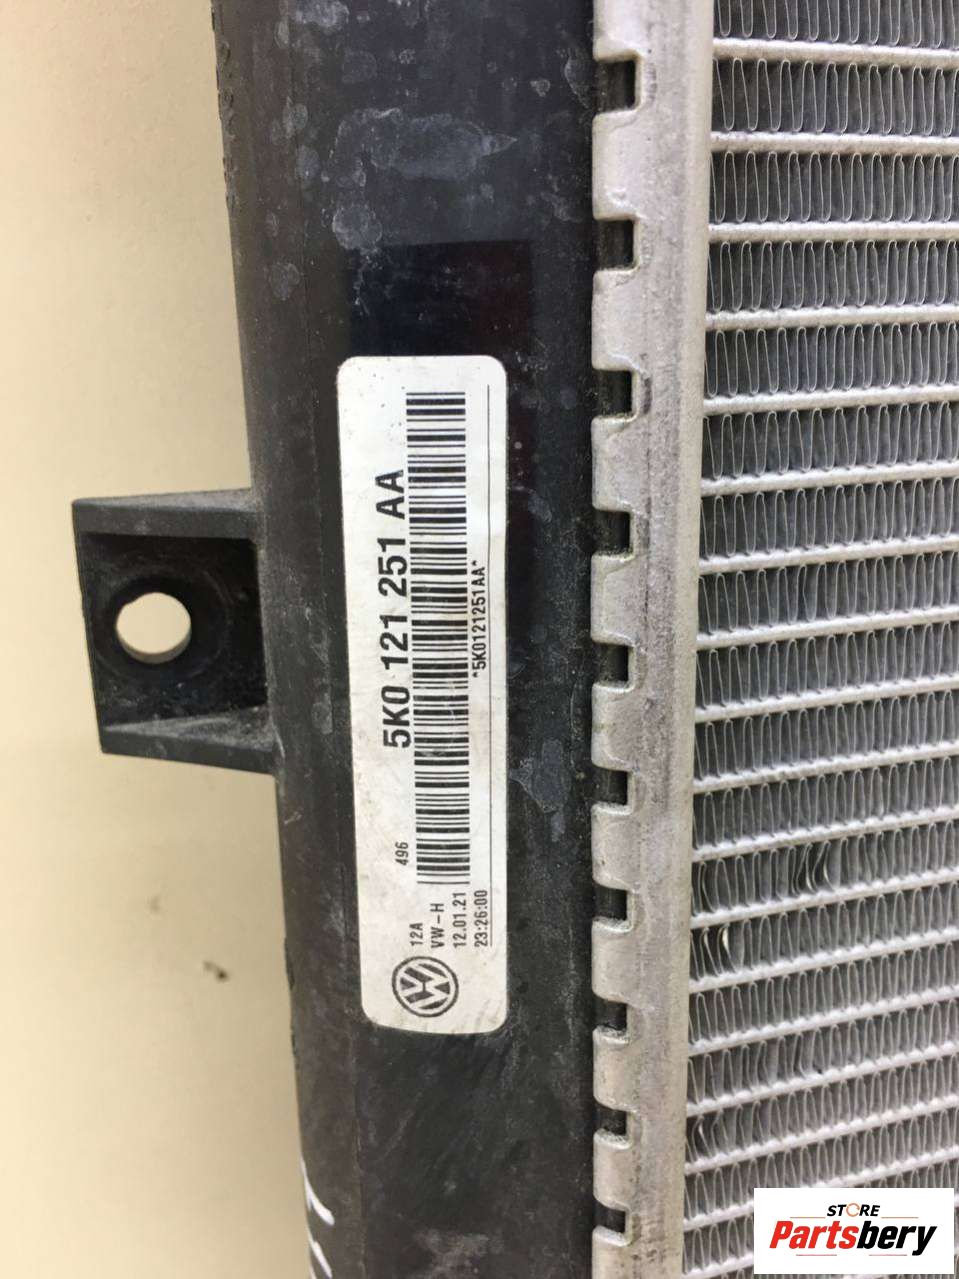 5K0 121 251 AA
496
*5K0121251AA*
12A
VW-H
12.01.21
23:26:00
STORE
Partsbery